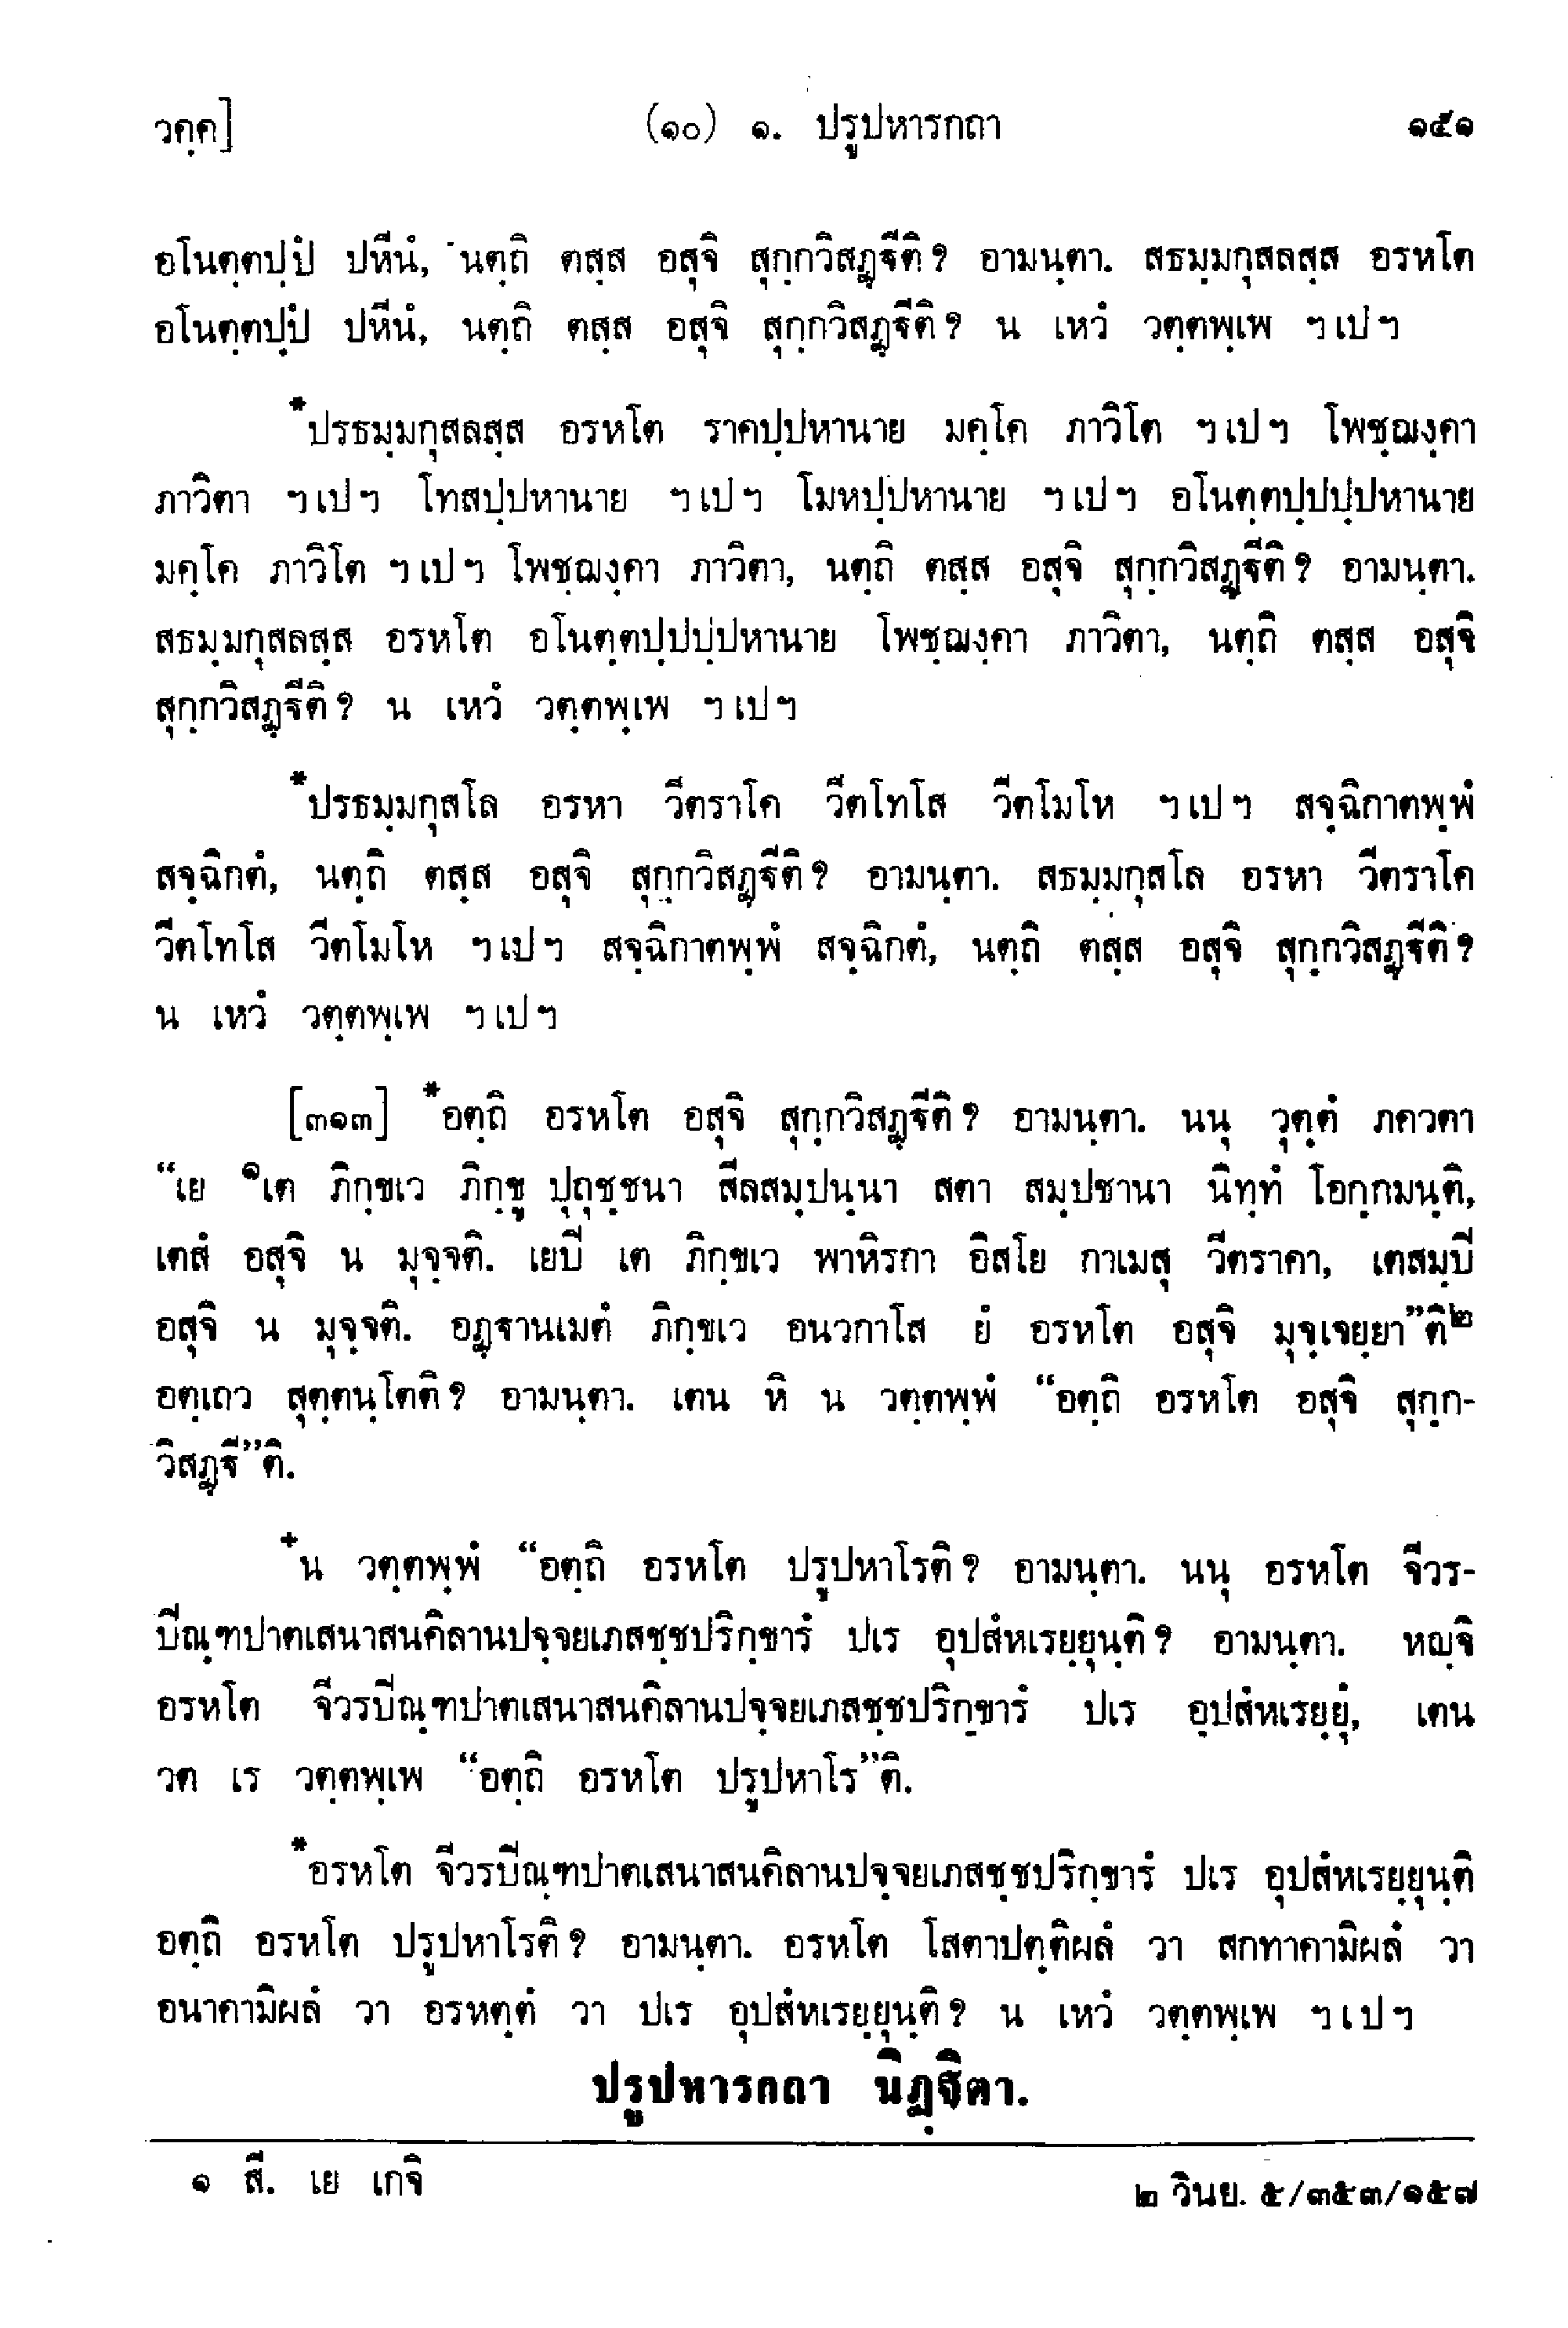 วคฺค]
(๑๐) ๑. ปรูปหารกถา
๑๕๑
อโนตฺตปฺปํ ปหีนํ, นตฺถิ ตสฺส อสุจิ สุกฺกวิสฏฺฐีติ? อามนฺตา. สธมฺมกุสลสฺส อรหโต
อโนตฺตปฺปํ ปหีนํ, นตฺถิ ตสฺส อสุจิ สุกฺกวิสฏฺฐีติ? น เหวํ วตฺตพฺเพ ฯเปฯ
*ปรธมฺมกุสลสฺส อรหโต ราคปฺปหานาย มคฺโค ภาวิโต ฯเปฯ โพชฺฌงฺคา
ภาวิตา ฯเปฯ โทสปฺปหานาย ฯเปฯ โมหปฺปหานาย ฯเปฯ อโนตฺตปฺปปฺปหานาย
มคฺโค ภาวิโต ฯเปฯ โพชฺฌงฺคา ภาวิตา, นตฺถิ ตสฺส อสุจิ สุกฺกวิสฏฺฐีติ? อามนฺตา.
สธมฺมกุสลสฺส อรหโต อโนตฺตปฺปปฺปหานาย โพชฺฌงฺคา ภาวิตา, นตฺถิ ตสฺส อสุจิ
สุกฺกวิสฏฺฐีติ? น เหวํ วตฺตพฺเพ ฯเปฯ
*ปรธมฺมกุสโล อรหา วีตราโค วีตโทโส วีตโมโห ฯเปฯ สจฺฉิกาตพฺพํ
สจฺฉิกตํ, นตฺถิ ตสฺส อสุจิ สุกฺกวิสฏฺฐีติ? อามนฺตา. สธมฺมกุสโล อรหา วีตราโค
วีตโทโส วีตโมโห ฯเปฯ สจฺฉิกาตพฺพํ สจฺฉิกตํ, นตฺถิ ตสฺส อสุจิ สุกฺกวิสฏฺฐีติ?
น เหวํ วตฺตพฺเพ ฯเปฯ
[๓๑๓] *อตฺถิ อรหโต อสุจิ สุกฺกวิสฏฺฐีติ? อามนฺตา. นนุ วุตฺตํ ภควตา
“เย ๑เต ภิกฺขเว ภิกฺขู ปุถุชฺชนา สีลสมฺปนฺนา สตา สมฺปชานา นิทฺทํ โอกฺกมนฺติ,
เตสํ อสุจิ น มุจฺจติ. เยปิ เต ภิกฺขเว พาหิรกา อิสโย กาเมสุ วีตราคา, เตสมฺปิ
อสุจิ น มุจฺจติ. อฏฺฐานเมตํ ภิกฺขเว อนวกาโส ยํ อรหโต อสุจิ มุจฺเจยฺยา”ติ๒
อตฺเถว สุตฺตนฺโตติ? อามนฺตา. เตน หิ น วตฺตพฺพํ “อตฺถิ อรหโต อสุจิ สุกฺก-
วิสฏฺฐี”ติ.
+น วตฺตพฺพํ “อตฺถิ อรหโต ปรูปหาโรติ? อามนฺตา. นนุ อรหโต จีวร-
ปิณฺฑปาตเสนาสนคิลานปจฺจยเภสชฺชปริกฺขารํ ปเร อุปสํหเรยฺยุนฺติ? อามนฺตา. หญฺจิ
อรหโต จีวรปิณฺฑปาตเสนาสนคิลานปจฺจยเภสชฺชปริกฺขารํ ปเร อุปสํหเรยฺยุํ, เตน
วต เร วตฺตพฺเพ “อตฺถิ อรหโต ปรูปหาโร”ติ.
*อรหโต จีวรปิณฺฑปาตเสนาสนคิลานปจฺจยเภสชฺชปริกฺขารํ ปเร อุปสํหเรยฺยุนฺติ
อตฺถิ อรหโต ปรูปหาโรติ? อามนฺตา. อรหโต โสตาปตฺติผลํ วา สกทาคามิผลํ วา
อนาคามิผลํ วา อรหตฺตํ วา ปเร อุปสํหเรยฺยุนฺติ? น เหวํ วตฺตพฺเพ ฯเปฯ
ปรูปหารกถา นิฏฺฐิตา.
๑ สี. เย เกจิ
๒ วินย. ๕/๓๕๓/๑๕๗